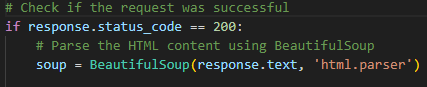 # Check if the request was successful
if response.status_code == 200:
    # Parse the HTML content using BeautifulSoup
    soup = BeautifulSoup(response.text, 'html.parser')